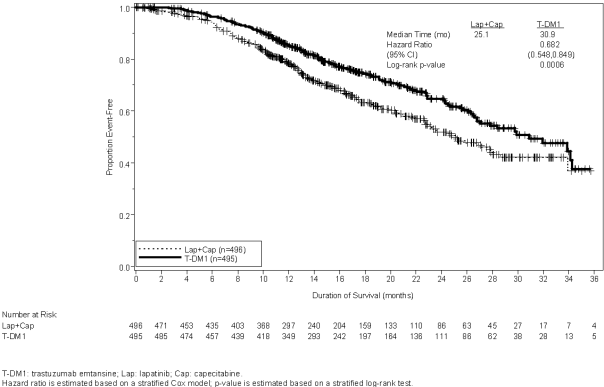 Lap+Cap T-DM1
Median Time (mo) 25.1 30.9
Hazard Ratio 0.682
(95% CI) (0.548,0.849)
Log-rank p-value 0.0006
Proportion Event-Free
1.0
0.8
0.6
0.4
0.2
0.0
Lap+Cap (n=496)
T-DM1 (n=495)
0 2 4 6 8 10 12 14 16 18 20 22 24 26 28 30 32 34 36
Duration of Survival (months)
Number at Risk:
Lap+Cap 496 471 453 435 403 368 297 240 204 159 133 110 86 63 45 27 17 7 4
T-DM1 495 485 474 457 439 418 349 293 242 197 164 136 111 86 62 38 28 13 5
T-DM1: trastuzumab emtansine; Lap: lapatinib; Cap: capecitabine.
Hazard ratio is estimated based on a stratified Cox model; p-value is estimated based on a stratified log-rank test.